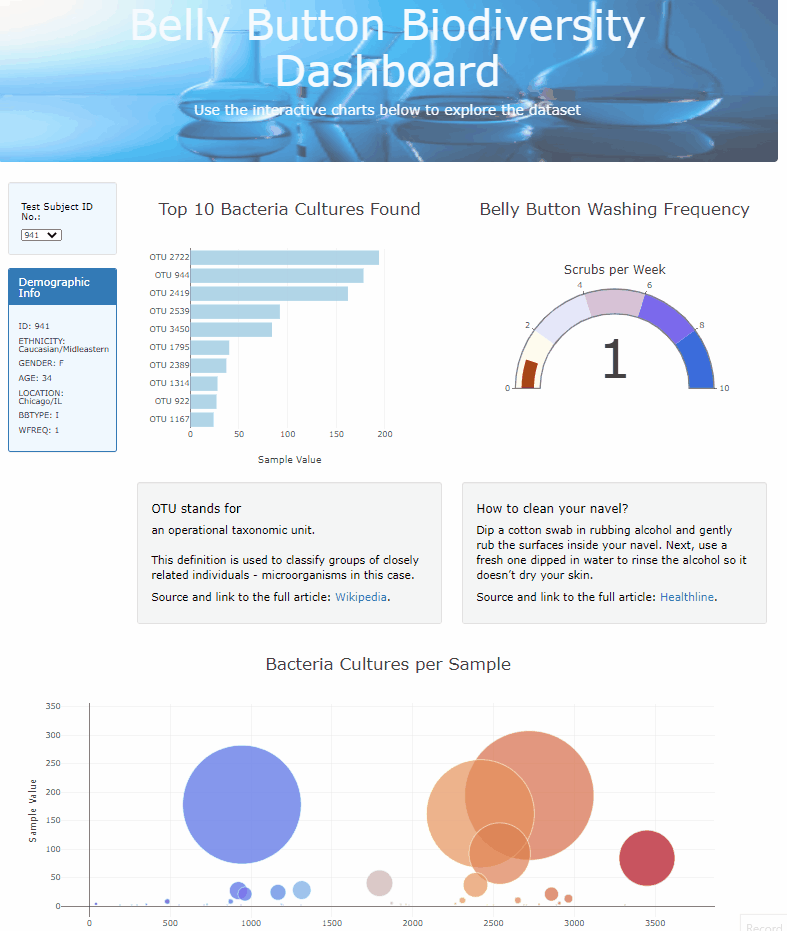 Belly Button Biodiversity
Dashboard
Use the interactive charts below to explore the dataset
Test Subject ID
No.:
941
Demographic
Info
ID: 941
ETHNICITY:
Caucasian/Midleastern
GENDER: F
AGE: 34
LOCATION:
Chicago/IL
BBTYPE: I
WFREQ: 1
Top 10 Bacteria Cultures Found
OTU 2722
OTU 944
OTU 2419
OTU 2539
OTU 3450
OTU 1795
OTU 2389
OTU 1314
OTU 922
OTU 1167
0 50 100 150 200
Sample Value
Belly Button Washing Frequency
Scrubs per Week
4 6
2 8
1
0 10
OTU stands for
an operational taxonomic unit.
This definition is used to classify groups of closely
related individuals - microorganisms in this case.
Source and link to the full article: Wikipedia.
How to clean your navel?
Dip a cotton swab in rubbing alcohol and gently
rub the surfaces inside your navel. Next, use a
fresh one dipped in water to rinse the alcohol so it
doesn’t dry your skin.
Source and link to the full article: Healthline.
Bacteria Cultures per Sample
350
300
250
200
150
100
50
0
Sample Value
0 500 1000 1500 2000 2500 3000 3500
Record